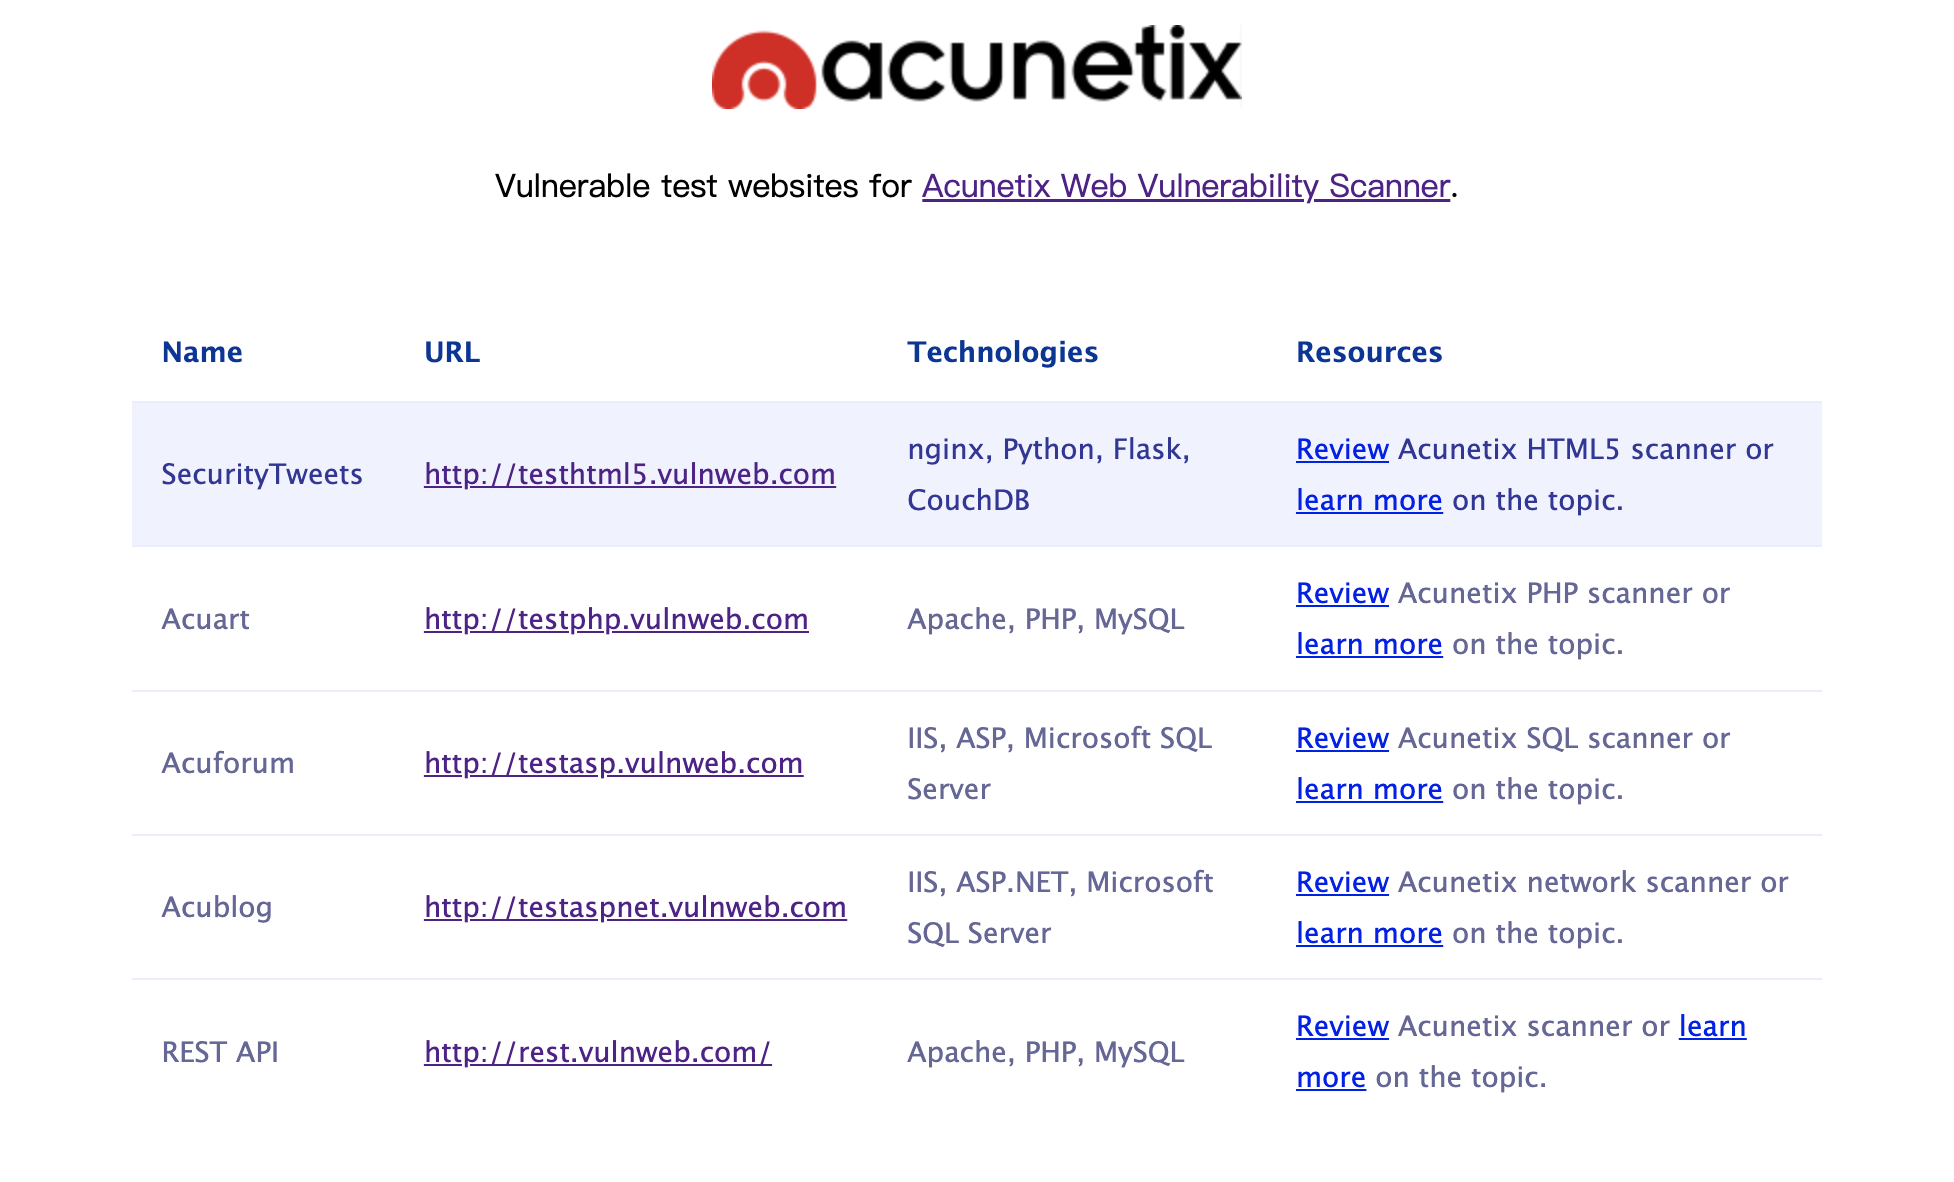 acunetix
Vulnerable test websites for Acunetix Web Vulnerability Scanner.
Name URL Technologies Resources
SecurityTweets http://testhtml5.vulnweb.com nginx, Python, Flask,
CouchDB
Review Acunetix HTML5 scanner or
learn more on the topic.
Acuart http://testphp.vulnweb.com Apache, PHP, MySQL
Review Acunetix PHP scanner or
learn more on the topic.
Acuforum http://testasp.vulnweb.com IIS, ASP, Microsoft SQL
Server
Review Acunetix SQL scanner or
learn more on the topic.
Acublog http://testaspnet.vulnweb.com IIS, ASP.NET, Microsoft
SQL Server
Review Acunetix network scanner or
learn more on the topic.
REST API http://rest.vulnweb.com/ Apache, PHP, MySQL
Review Acunetix scanner or learn
more on the topic.